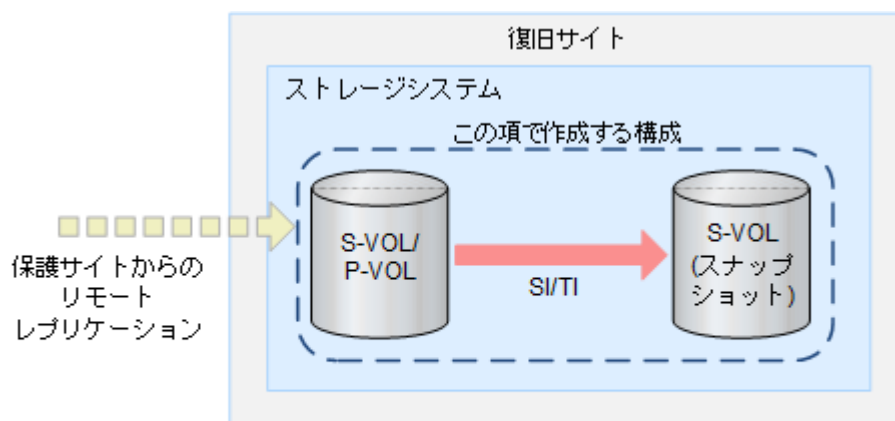 復旧サイト
ストレージシステム
この項で作成する構成
S-VOL/
P-VOL
SI/TI
S-VOL
(スナップ
ショット)
保護サイトからの
リモート
レプリケーション